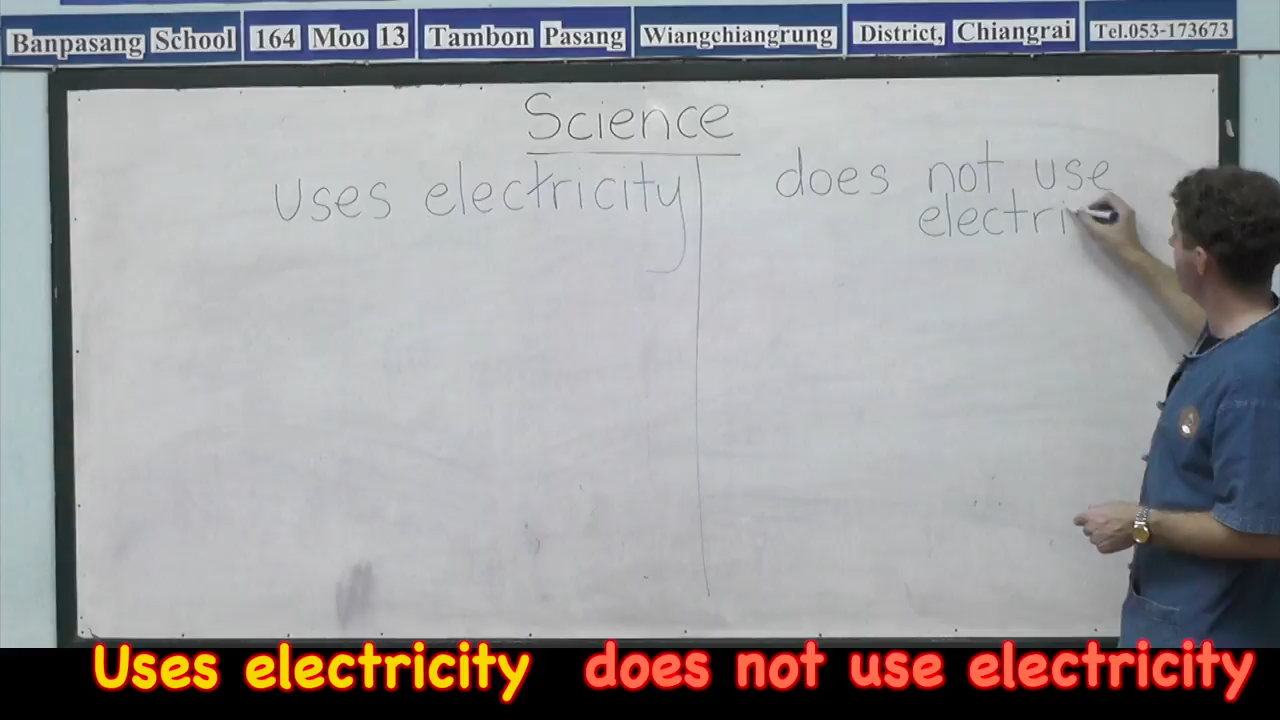 Banpasang School 164 Moo 13 Tambon Pasang Wiangchiangrung District, Chiangrai Tel.053-173673
Science
uses electricity
does not use
electri
Uses electricity does not use electricity